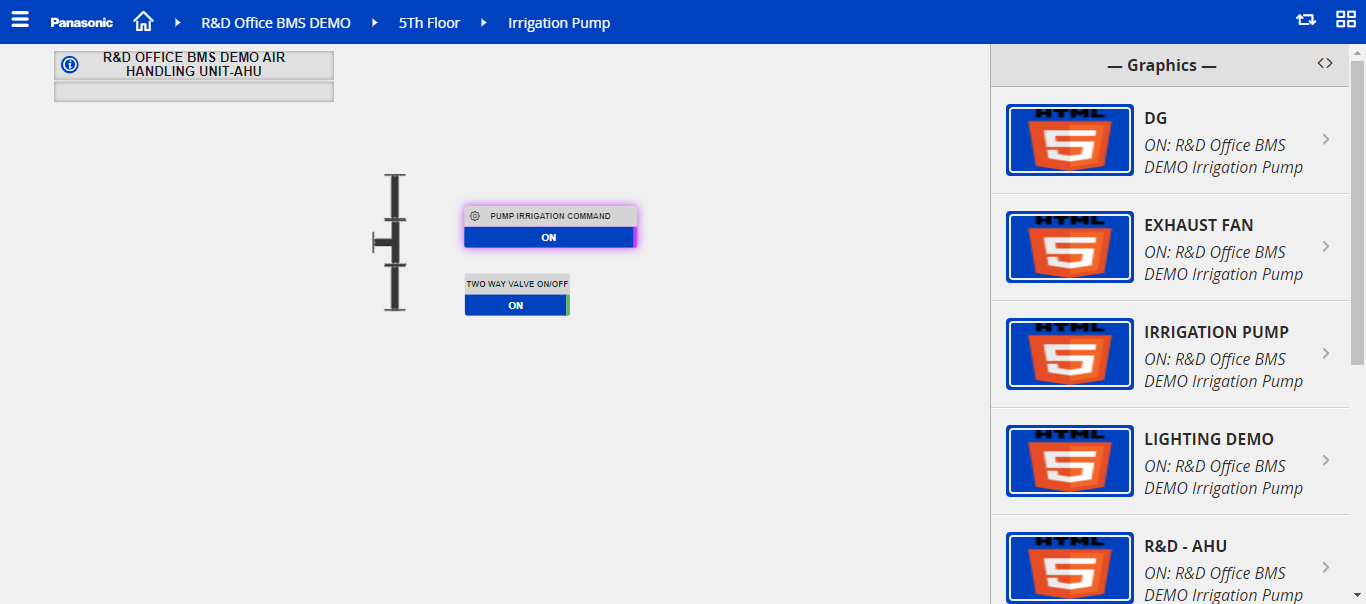 Panasonic
R&D Office BMS DEMO
5Th Floor
Irrigation Pump
R&D OFFICE BMS DEMO AIR
HANDLING UNIT-AHU
PUMP IRRIGATION COMMAND
ON
TWO WAY VALVE ON/OFF
ON
— Graphics —
HTML
5
DG
ON: R&D Office BMS
DEMO Irrigation Pump
HTML
5
EXHAUST FAN
ON: R&D Office BMS
DEMO Irrigation Pump
HTML
5
IRRIGATION PUMP
ON: R&D Office BMS
DEMO Irrigation Pump
HTML
5
LIGHTING DEMO
ON: R&D Office BMS
DEMO Irrigation Pump
HTML
5
R&D - AHU
ON: R&D Office BMS
DEMO Irrigation Pump